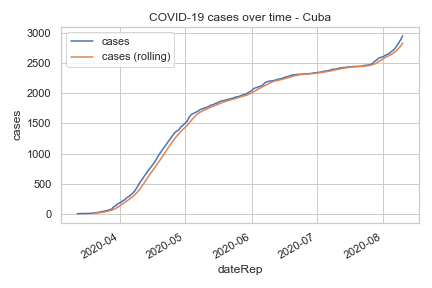 COVID-19 cases over time - Cuba
cases
cases (rolling)
3000
2500
2000
1500
1000
500
0
cases
2020-04
2020-05
2020-06
2020-07
2020-08
dateRep